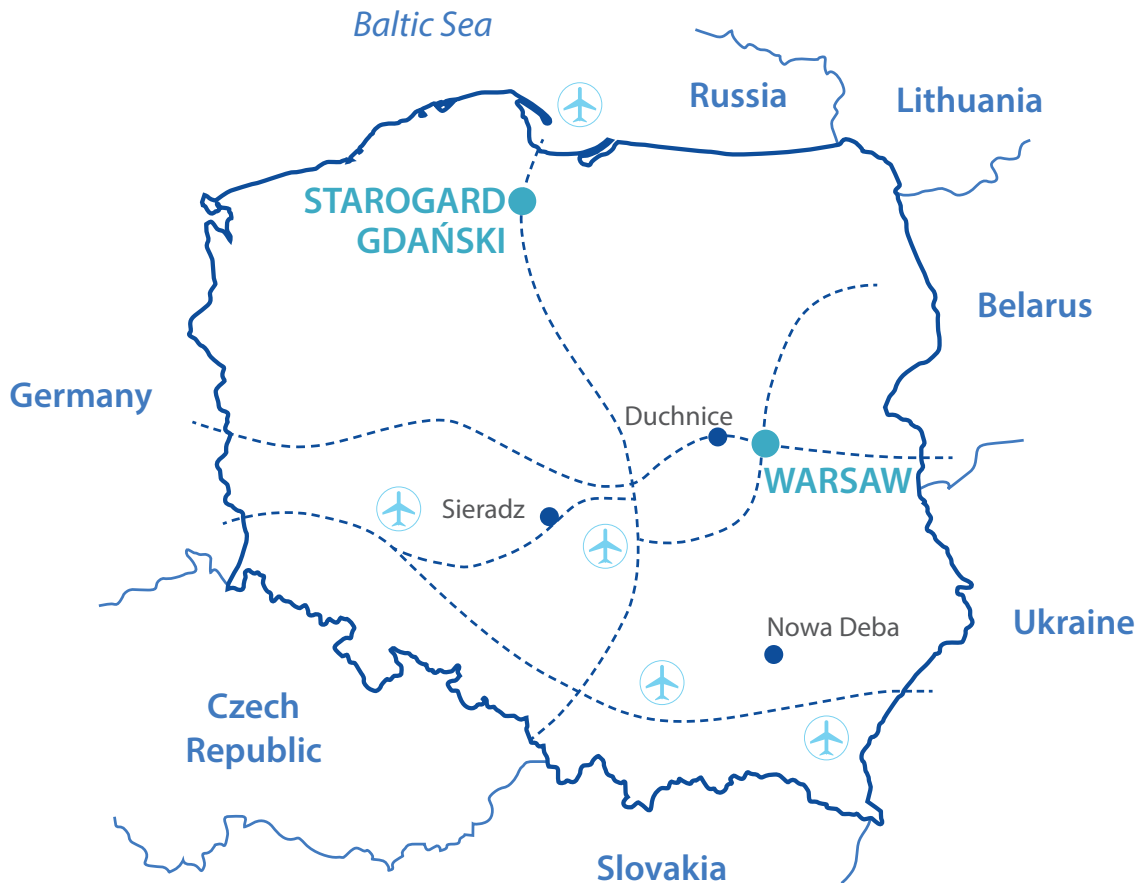 Baltic Sea
Russia
Lithuania
STAROGARD
GDAŃSKI
Belarus
Germany
Duchnice
WARSAW
Sieradz
Nowa Deba
Ukraine
Czech
Republic
Slovakia